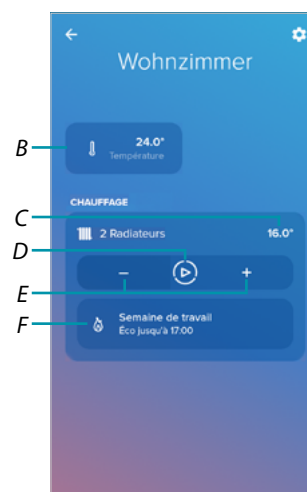 Wohnzimmer
B
24.0°
Température
CHAUFFAGE
C
2 Radiateurs
16.0°
D
E
F
Semaine de travail
Éco jusqu'à 17:00